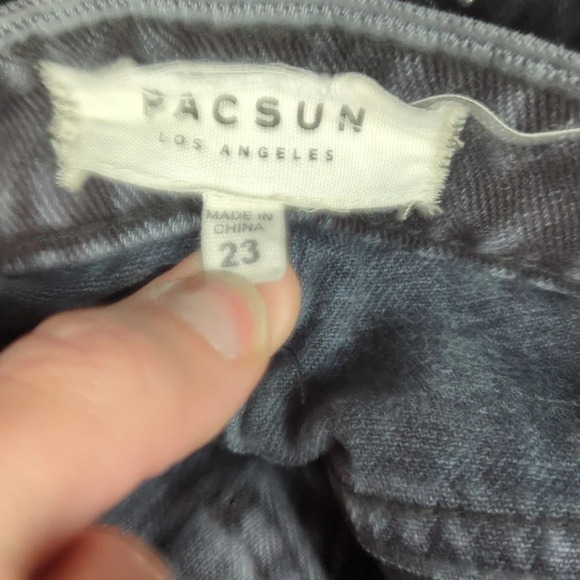 PACSUN
LOS ANGELES
MADE IN
CHINA
23